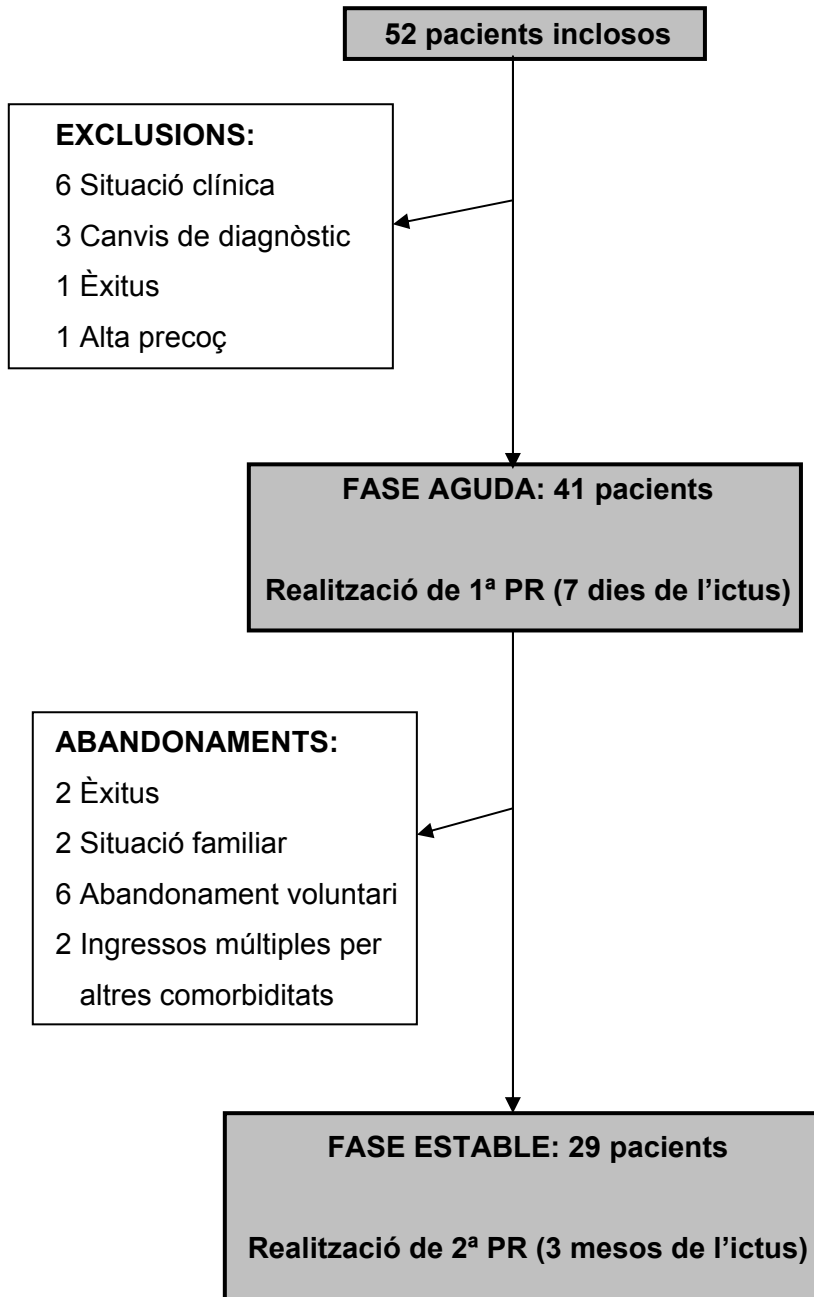 52 pacients inclosos
EXCLUSIONS:
6 Situació clínica
3 Canvis de diagnòstic
1 Èxitus
1 Alta precoç
FASE AGUDA: 41 pacients
Realització de 1ª PR (7 dies de l’ictus)
ABANDONAMENTS:
2 Èxitus
2 Situació familiar
6 Abandonament voluntari
2 Ingressos múltiples per
altres comorbiditats
FASE ESTABLE: 29 pacients
Realització de 2ª PR (3 mesos de l’ictus)